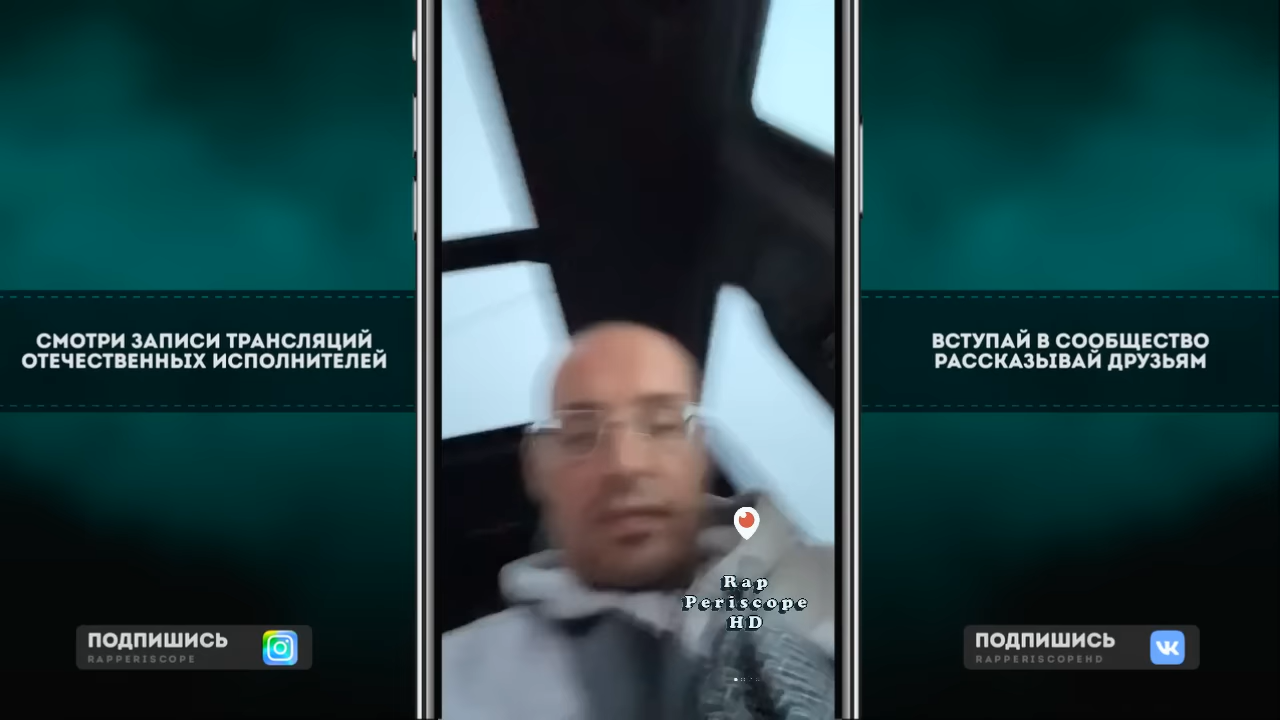 СМОТРИ ЗАПИСИ ТРАНСЛЯЦИЙ
ОТЕЧЕСТВЕННЫХ ИСПОЛНИТЕЛЕЙ
ВСТУПАЙ В СООБЩЕСТВО
РАССКАЗЫВАЙ ДРУЗЬЯМ
Rap
Periscope
HD
ПОДПИШИСЬ
RAPPERISCOPE
ПОДПИШИСЬ
RAPPERISCOPEHD